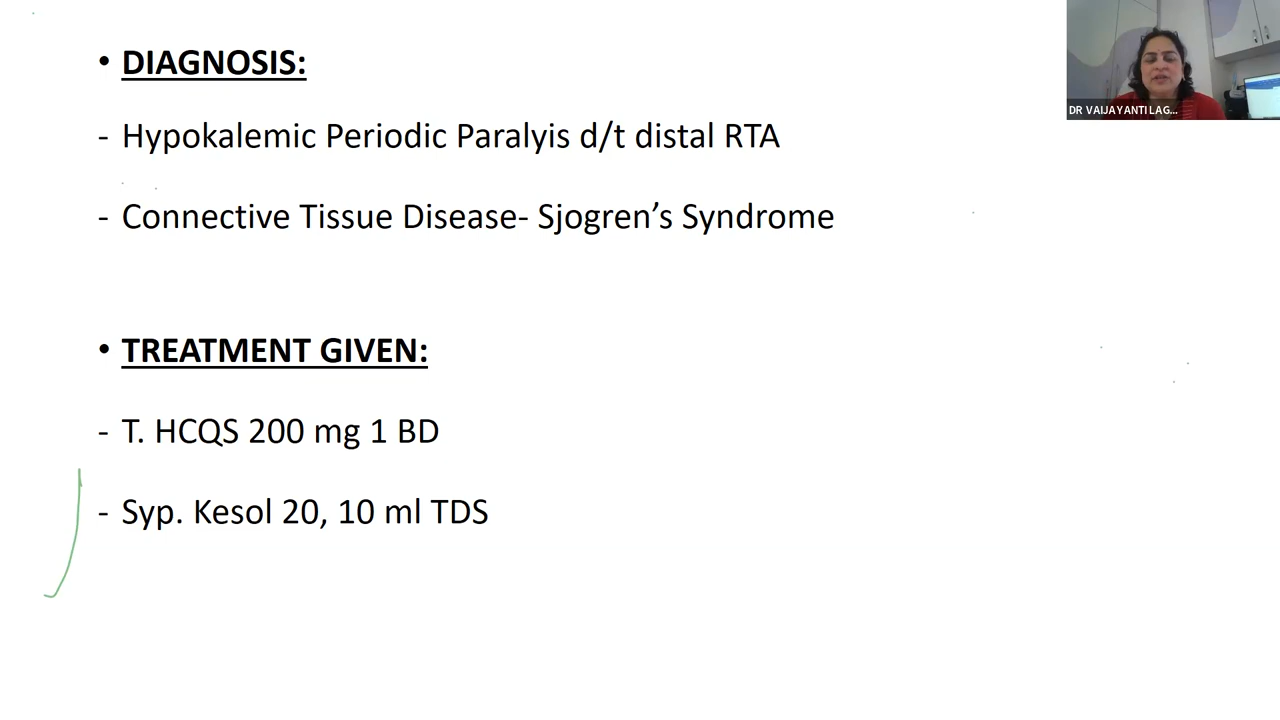 • DIAGNOSIS:
- Hypokalemic Periodic Paralyis d/t distal RTA
- Connective Tissue Disease- Sjogren’s Syndrome
• TREATMENT GIVEN:
- T. HCQS 200 mg 1 BD
- Syp. Kesol 20, 10 ml TDS
DR VAIJAYANTI LAG...